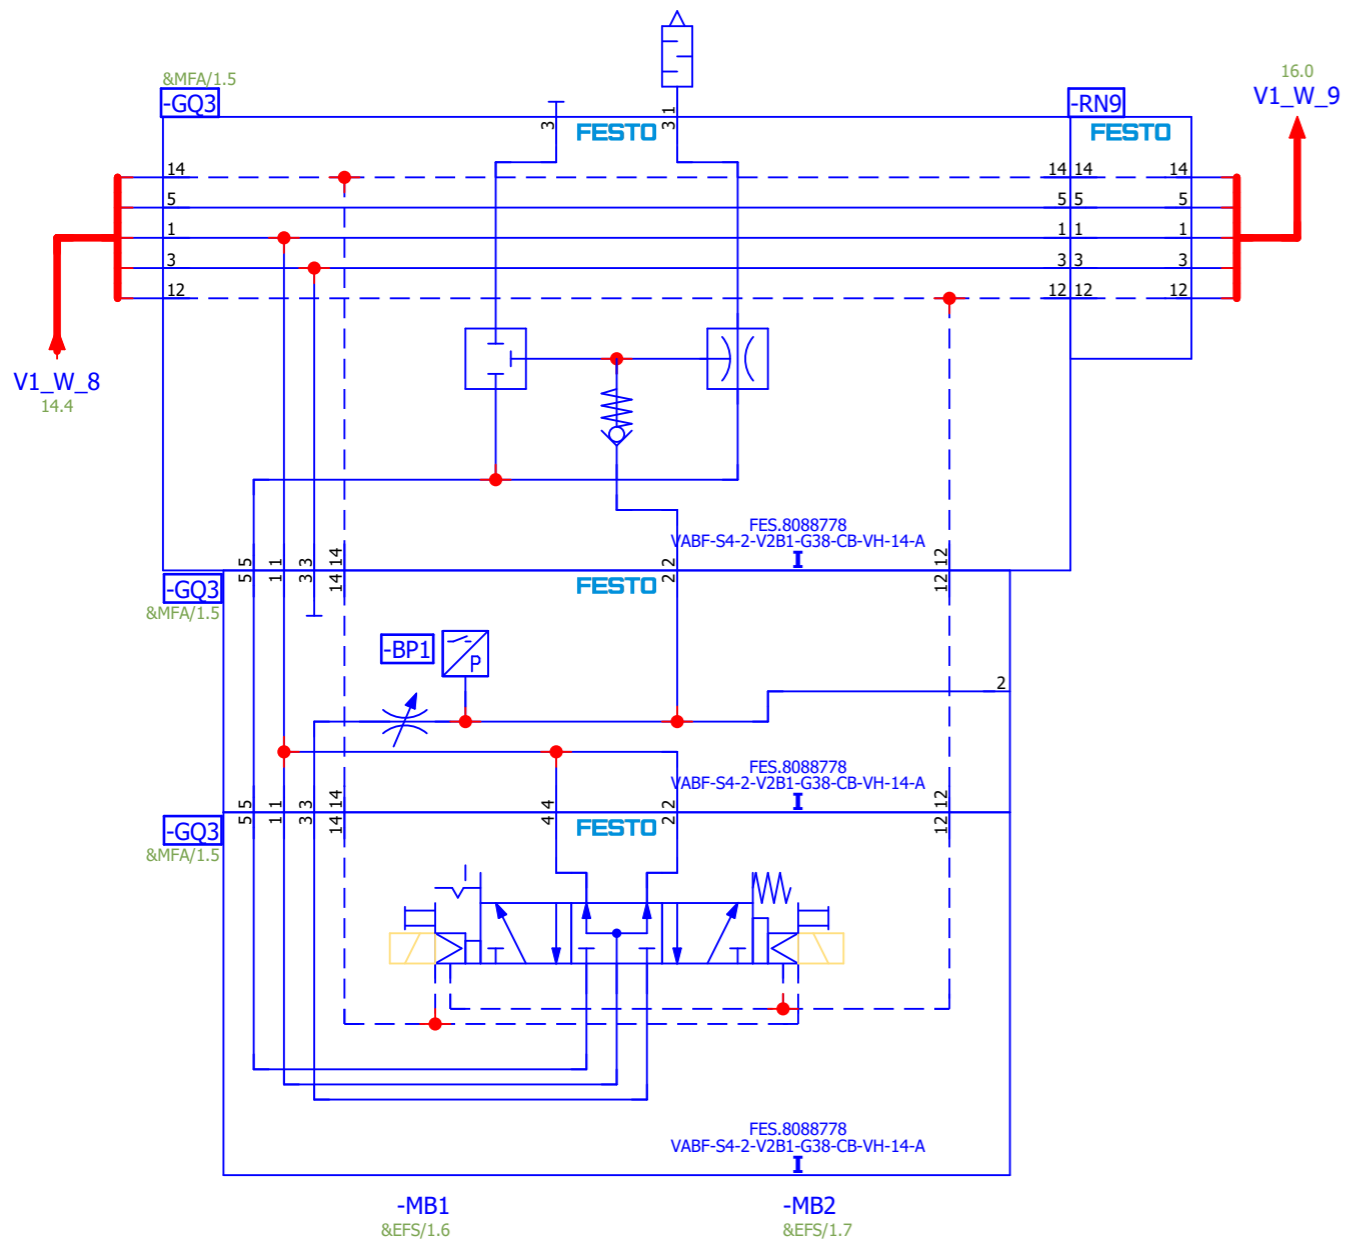 &MFA/1.5
-GQ3
3
FESTO
3 1
-RN9
FESTO
16.0
V1_W_9
14
14 14
14
5
5 5
5
1
1 1
1
3
3 3
3
12
12 12
12
V1_W_8
14.4
FES.8088778
VABF-S4-2-V2B1-G38-CB-VH-14-A
I
5 5
1 1
3 3
14 14
2 2
12 12
-GQ3
&MFA/1.5
FESTO
-BP1
P
2
FES.8088778
VABF-S4-2-V2B1-G38-CB-VH-14-A
I
5 5
1 1
3 3
14 14
4 4
2 2
12 12
-GQ3
&MFA/1.5
FESTO
FES.8088778
VABF-S4-2-V2B1-G38-CB-VH-14-A
I
-MB1
&EFS/1.6
-MB2
&EFS/1.7